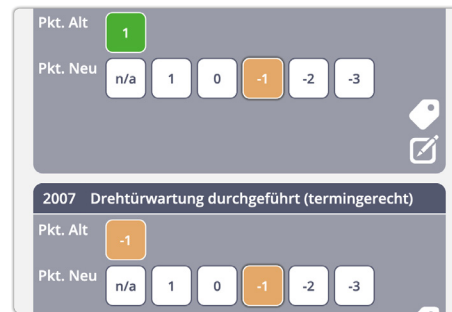 Pkt. Alt 1
Pkt. Neu n/a 1 0 -1 -2 -3
2007 Drehtürwartung durchgeführt (termingerecht)
Pkt. Alt -1
Pkt. Neu n/a 1 0 -1 -2 -3